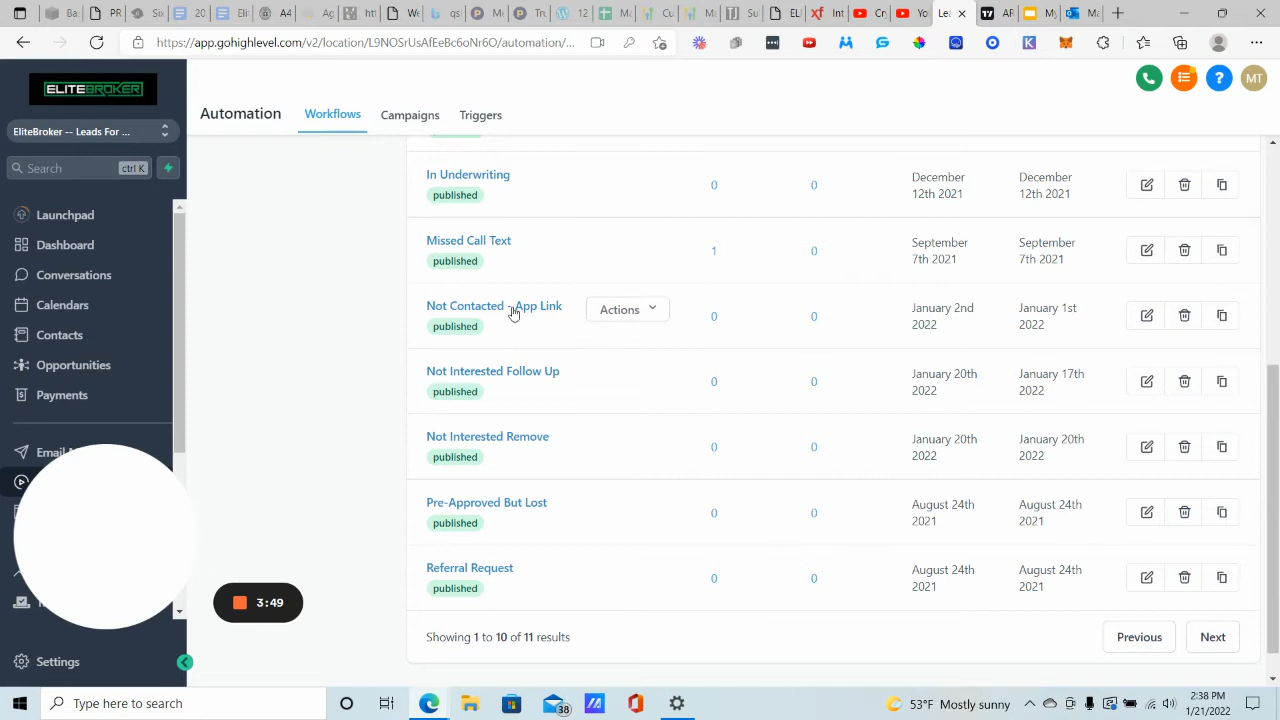 https://app.gohighlevel.com/v2/location/L9NOSrUsAfEeBc6oNr6O/automation/...
ELITEBROKER
EliteBroker -- Leads For ...
Search
ctrl K
Launchpad
Dashboard
Conversations
Calendars
Contacts
Opportunities
Payments
Settings
MT
Automation
Workflows
Campaigns
Triggers
In Underwriting
published
0
0
December 12th 2021
December 12th 2021
Missed Call Text
published
1
0
September 7th 2021
September 7th 2021
Not Contacted - App Link
published
Actions
0
0
January 2nd 2022
January 1st 2022
Not Interested Follow Up
published
0
0
January 20th 2022
January 17th 2022
Not Interested Remove
published
0
0
January 20th 2022
January 20th 2022
Pre-Approved But Lost
published
0
0
August 24th 2021
August 24th 2021
Referral Request
published
0
0
August 24th 2021
August 24th 2021
Showing 1 to 10 of 11 results
Previous
Next
3:49
Type here to search
38
53°F Mostly sunny
2:38 PM
1/21/2022